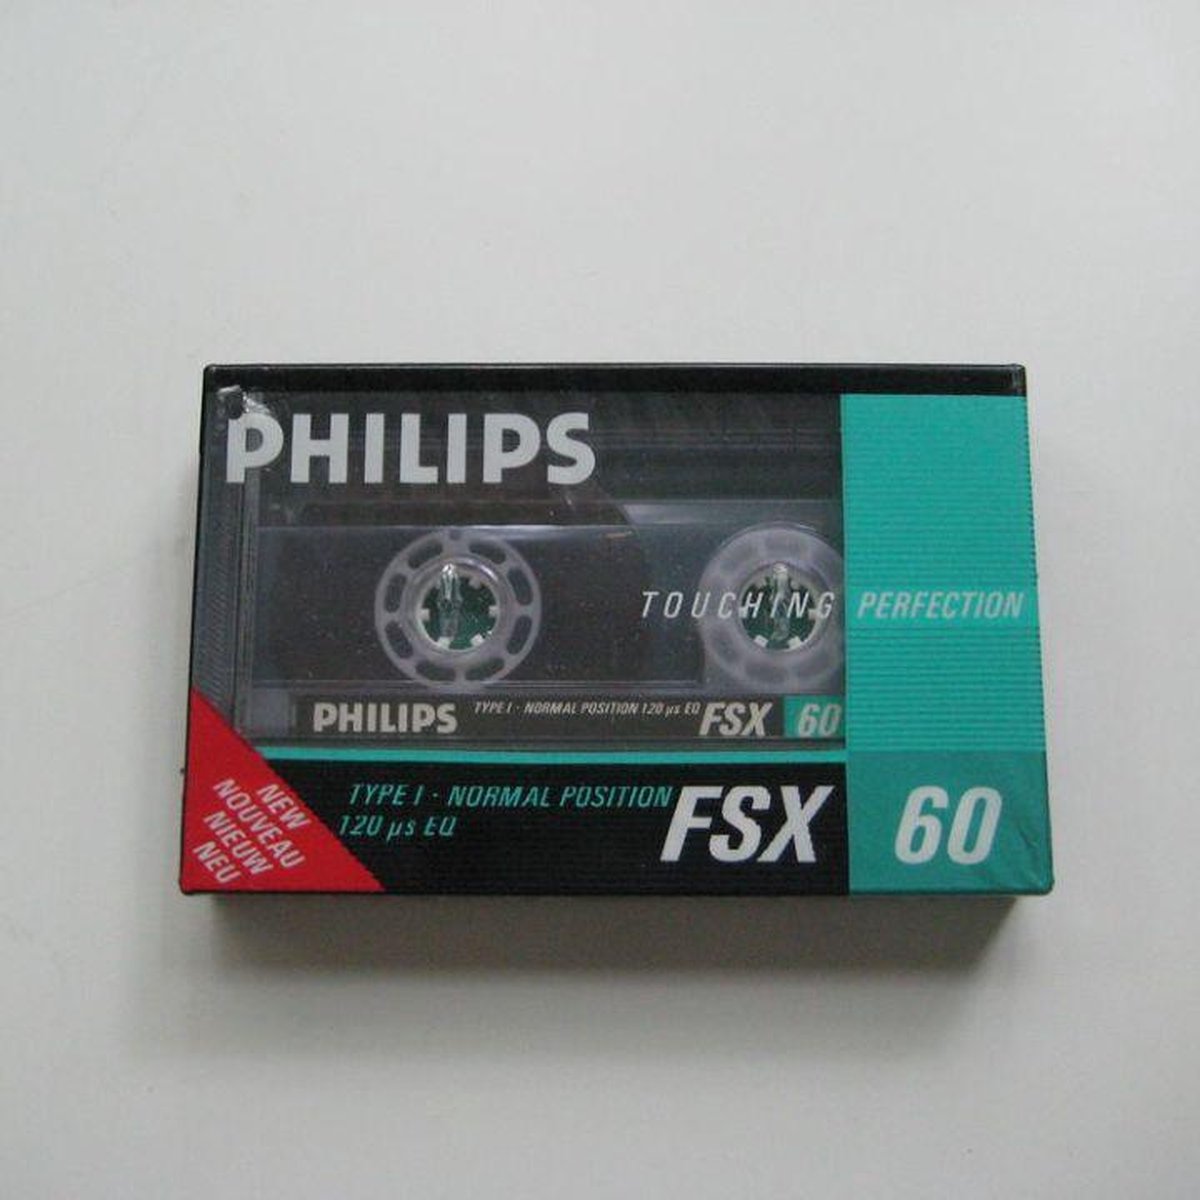 PHILIPS
TOUCHING PERFECTION
PHILIPS TYPE I · NORMAL POSITION 120 µs EQ FSX 60
TYPE I · NORMAL POSITION
120 µs EQ
FSX 60
NEW
NOUVEAU
NIEUW
NEU